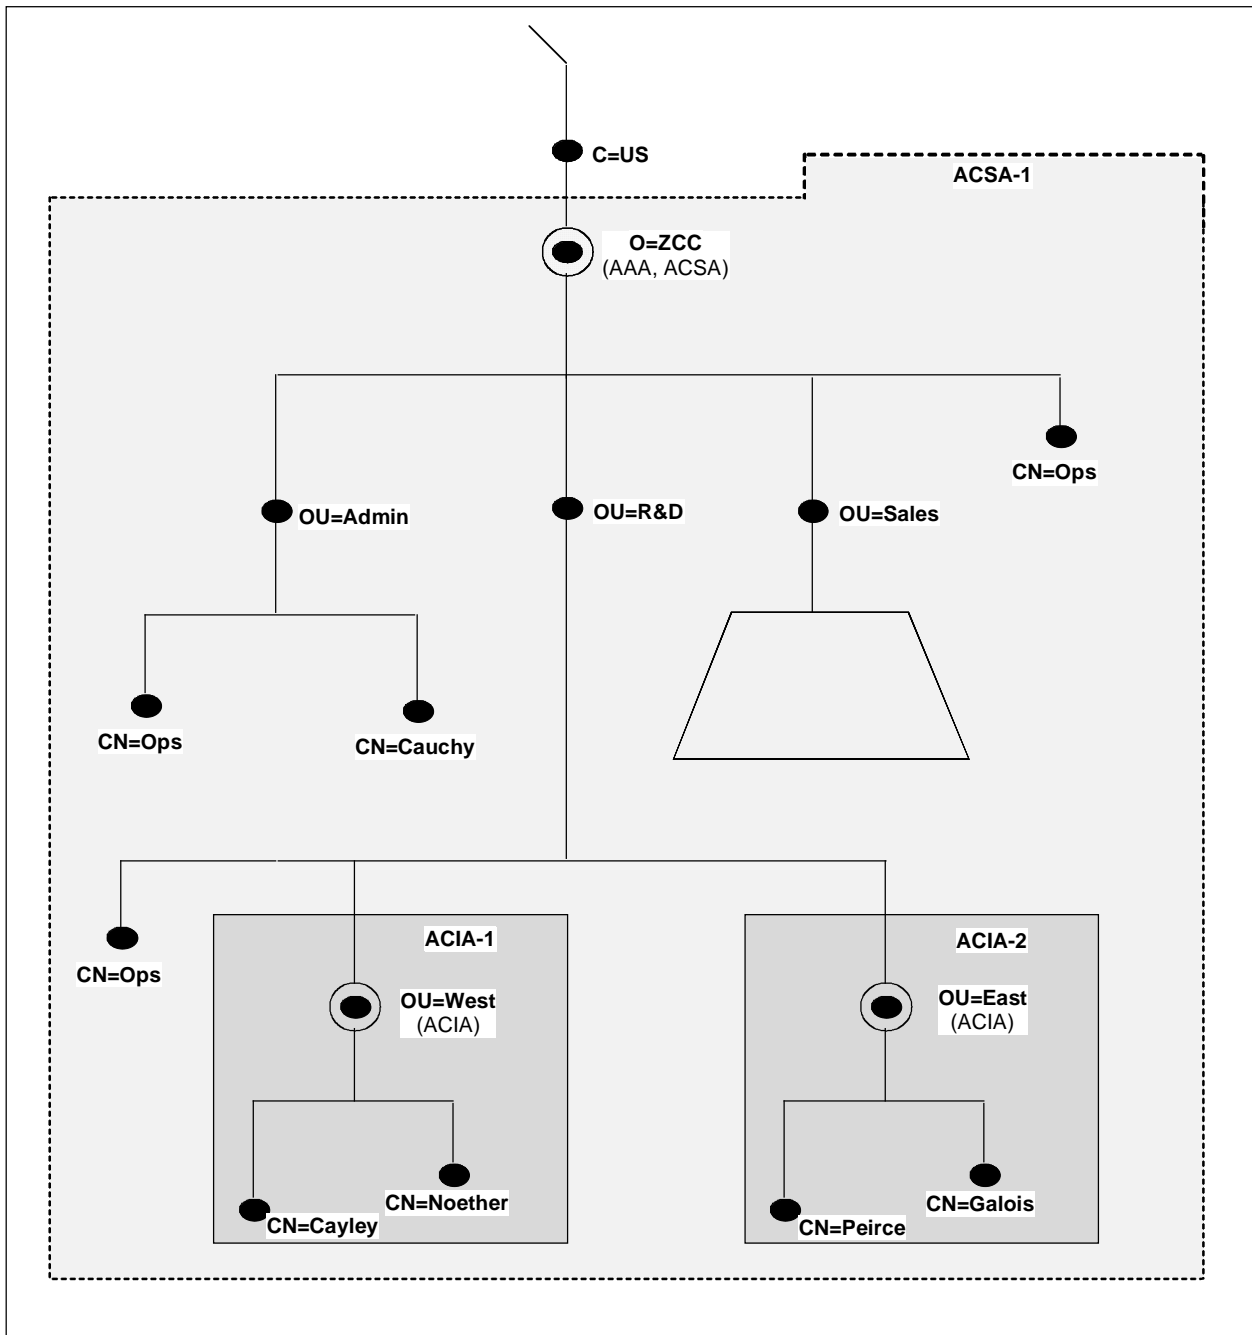 C=US
ACSA-1
O=ZCC
(AAA, ACSA)
CN=Ops
OU=Admin
OU=R&D
OU=Sales
CN=Ops
CN=Cauchy
ACIA-1
ACIA-2
CN=Ops
OU=West
(ACIA)
OU=East
(ACIA)
CN=Noether
CN=Galois
CN=Cayley
CN=Peirce